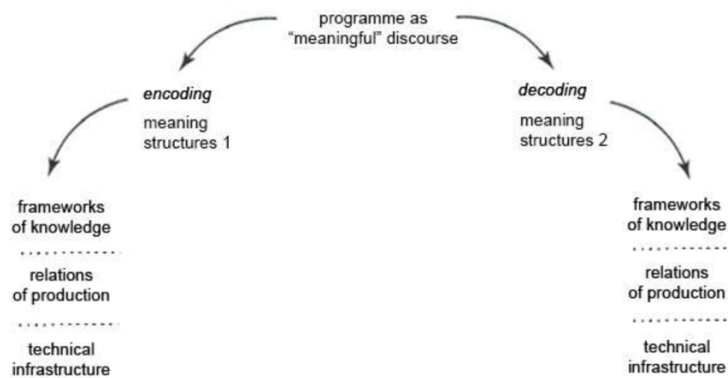 programme as
“meaningful” discourse
encoding
meaning
structures 1
decoding
meaning
structures 2
frameworks
of knowledge
relations
of production
technical
infrastructure
frameworks
of knowledge
relations
of production
technical
infrastructure